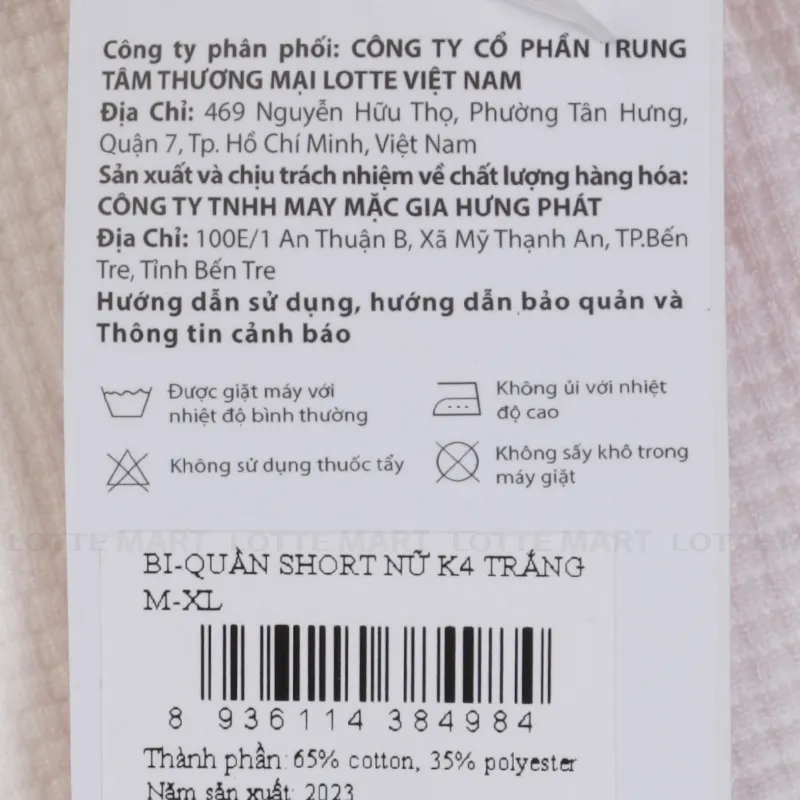 Công ty phân phối: CÔNG TY CỔ PHẦN TRUNG
TÂM THƯƠNG MẠI LOTTE VIỆT NAM
Địa Chỉ: 469 Nguyễn Hữu Thọ, Phường Tân Hưng,
Quận 7, Tp. Hồ Chí Minh, Việt Nam
Sản xuất và chịu trách nhiệm về chất lượng hàng hóa:
CÔNG TY TNHH MAY MẶC GIA HƯNG PHÁT
Địa Chỉ: 100E/1 An Thuận B, Xã Mỹ Thạnh An, TP.Bến
Tre, Tỉnh Bến Tre
Hướng dẫn sử dụng, hướng dẫn bảo quản và
Thông tin cảnh báo
Được giặt máy với
nhiệt độ bình thường
Không ủi với nhiệt
độ cao
Không sử dụng thuốc tẩy
Không sấy khô trong
máy giặt
LOTTE MART LOTTE MART LOTTE MART LOTTE
BI-QUẦN SHORT NỮ K4 TRẮNG
M-XL
8 936114 384984
Thành phần: 65% cotton, 35% polyester
Năm sản xuất: 2023